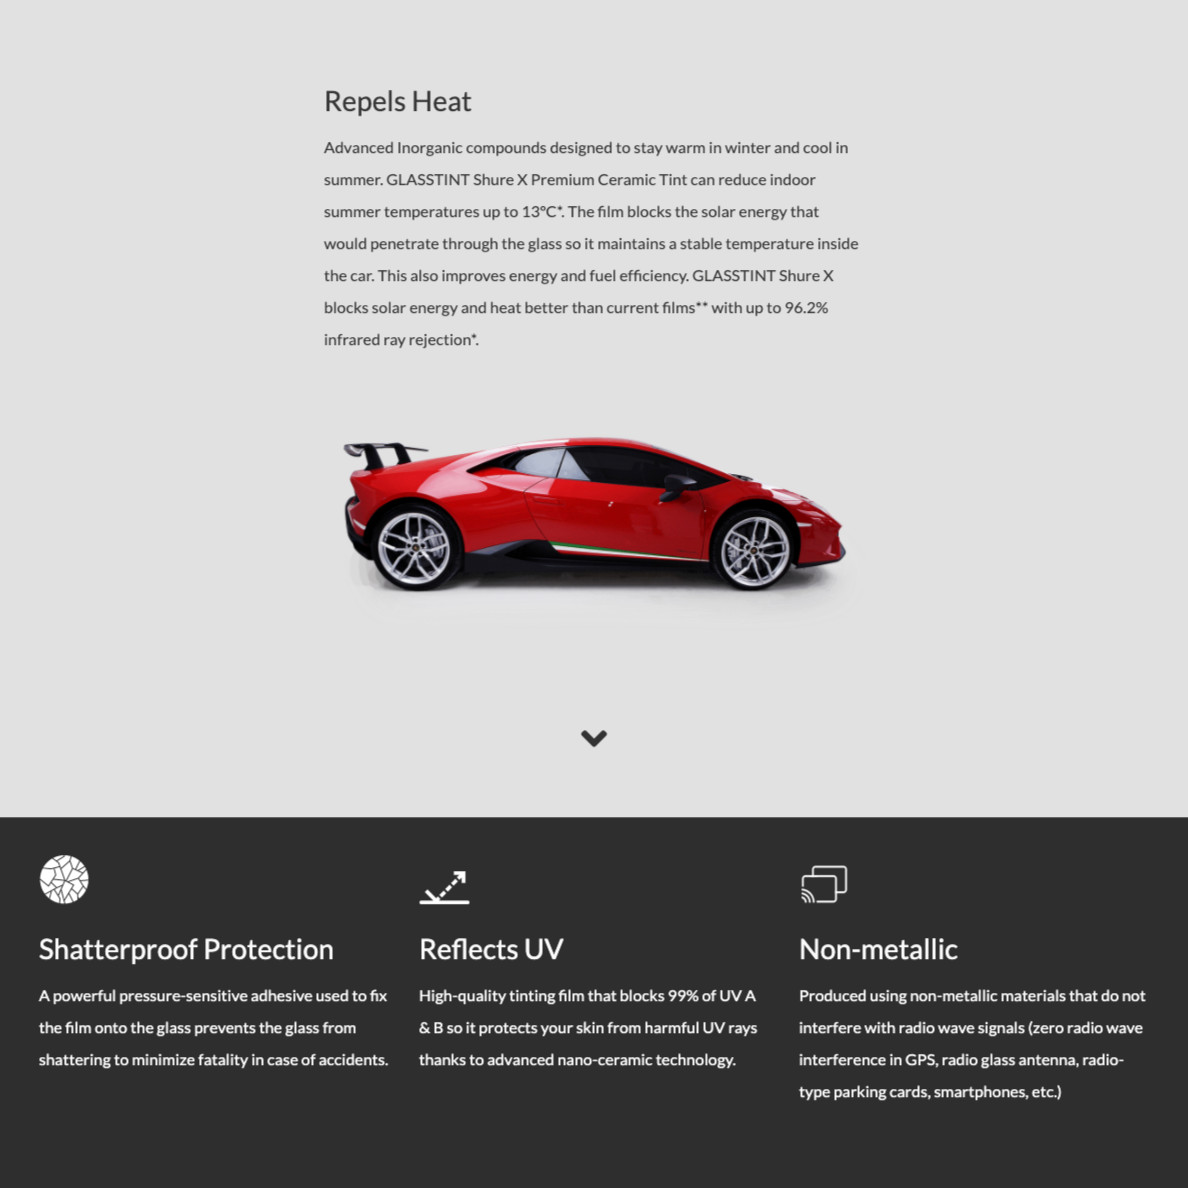 Repels Heat
Advanced Inorganic compounds designed to stay warm in winter and cool in
summer. GLASSTINT Shure X Premium Ceramic Tint can reduce indoor
summer temperatures up to 13°C*. The film blocks the solar energy that
would penetrate through the glass so it maintains a stable temperature inside
the car. This also improves energy and fuel efficiency. GLASSTINT Shure X
blocks solar energy and heat better than current films** with up to 96.2%
infrared ray rejection*.
Shatterproof Protection
A powerful pressure-sensitive adhesive used to fix
the film onto the glass prevents the glass from
shattering to minimize fatality in case of accidents.
Reflects UV
High-quality tinting film that blocks 99% of UV A
& B so it protects your skin from harmful UV rays
thanks to advanced nano-ceramic technology.
Non-metallic
Produced using non-metallic materials that do not
interfere with radio wave signals (zero radio wave
interference in GPS, radio glass antenna, radio-
type parking cards, smartphones, etc.)